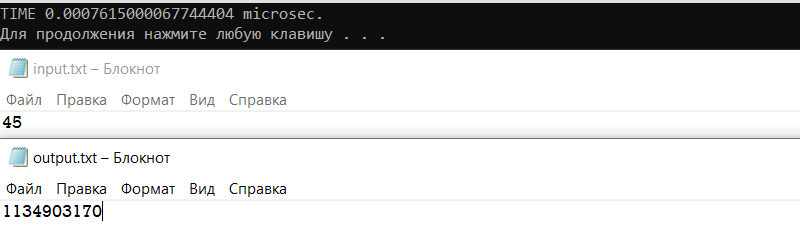 TIME 0.0007615000067744404 microsec.
Для продолжения нажмите любую клавишу . . .
input.txt – Блокнот
Файл Правка Формат Вид Справка
45
output.txt – Блокнот
Файл Правка Формат Вид Справка
1134903170